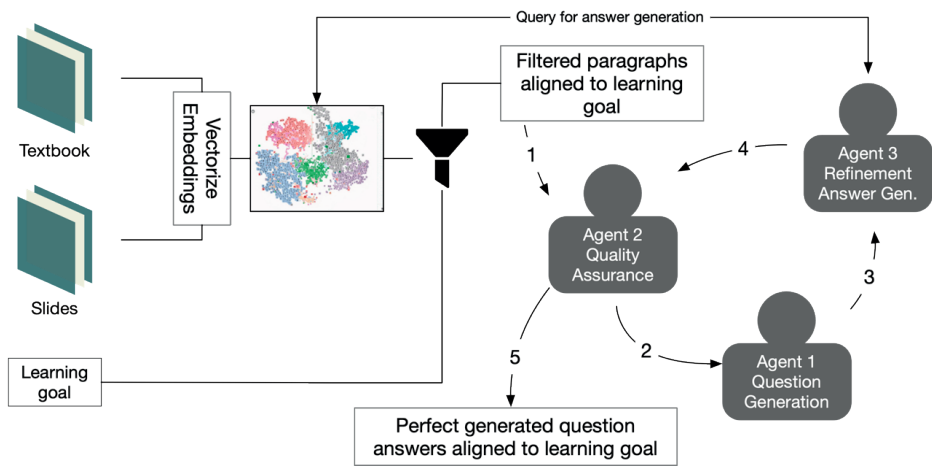 Query for answer generation
Textbook
Slides
Vectorize
Embeddings
Learning
goal
Filtered paragraphs
aligned to learning
goal
1
4
Agent 3
Refinement
Answer Gen.
Agent 2
Quality
Assurance
3
5
2
Agent 1
Question
Generation
Perfect generated question
answers aligned to learning goal